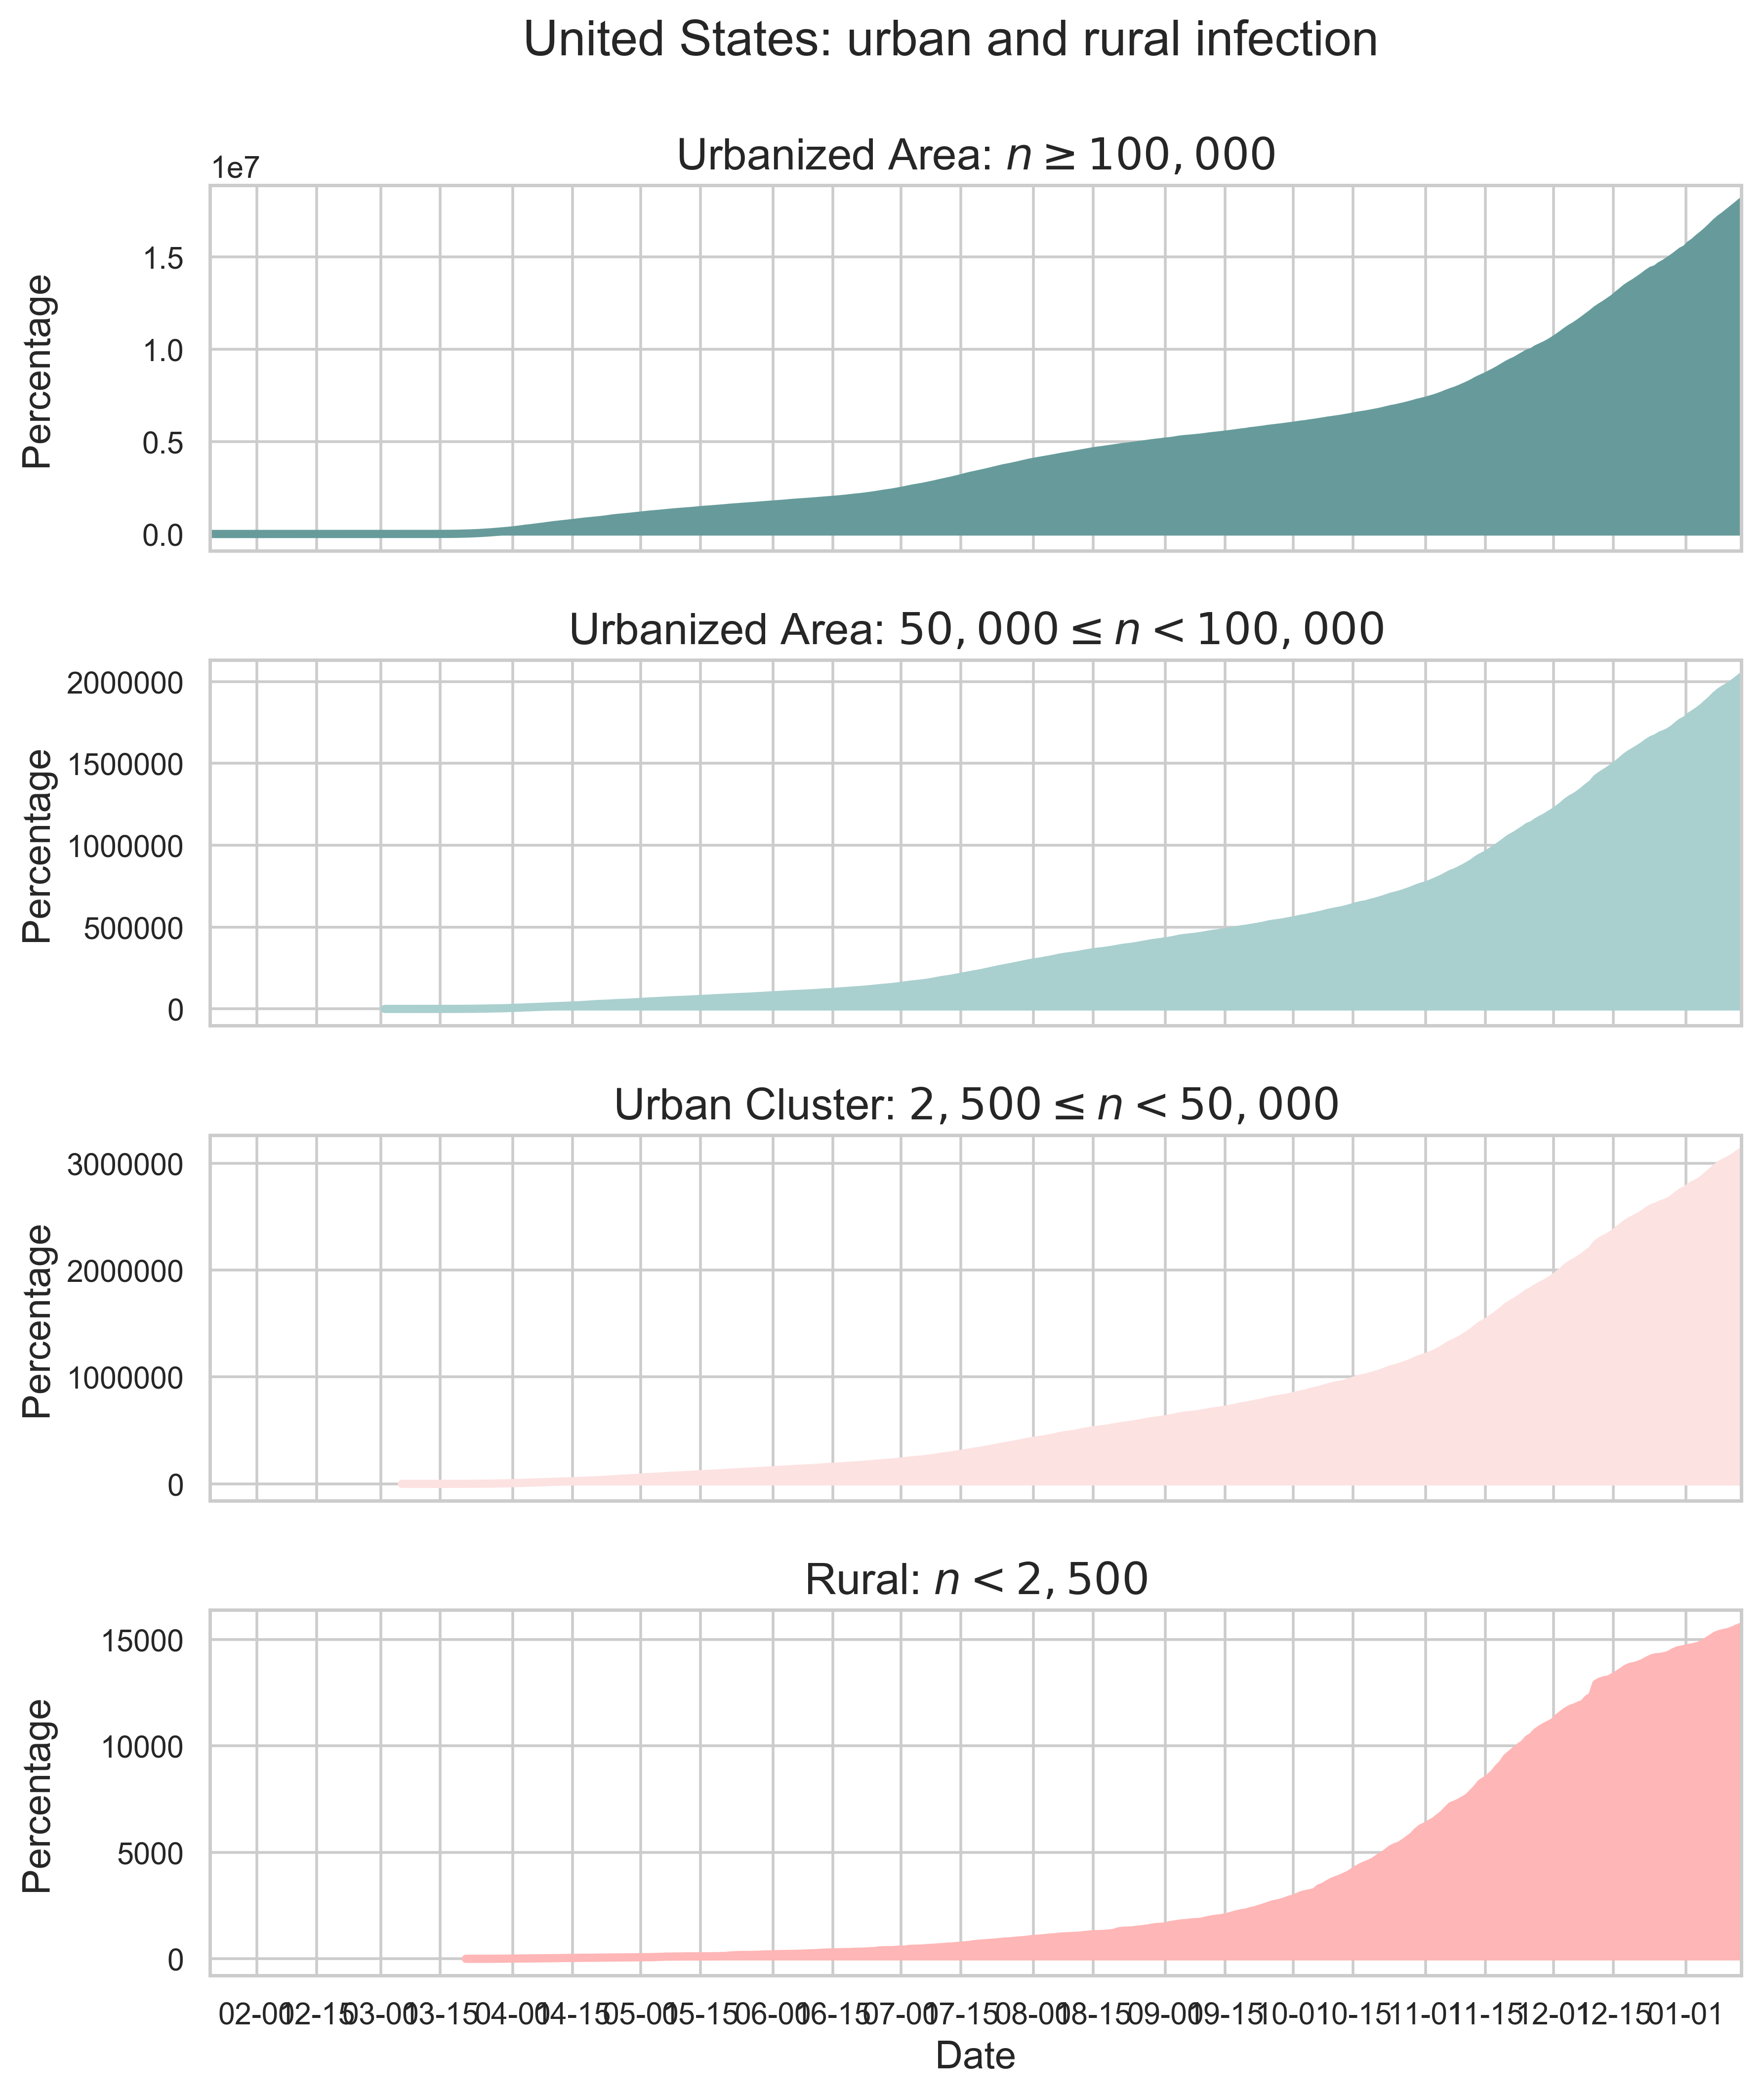 United States: urban and rural infection
Urbanized Area: n ≥ 100,000
1e7
Percentage
1.5
1.0
0.5
0.0
Urbanized Area: 50,000 ≤ n < 100,000
Percentage
2000000
1500000
1000000
500000
0
Urban Cluster: 2,500 ≤ n < 50,000
Percentage
3000000
2000000
1000000
0
Rural: n < 2,500
Percentage
15000
10000
5000
0
02-01 02-15 03-01 03-15 04-01 04-15 05-01 05-15 06-01 06-15 07-01 07-15 08-01 08-15 09-01 09-15 10-01 10-15 11-01 11-15 12-01 12-15 01-01
Date